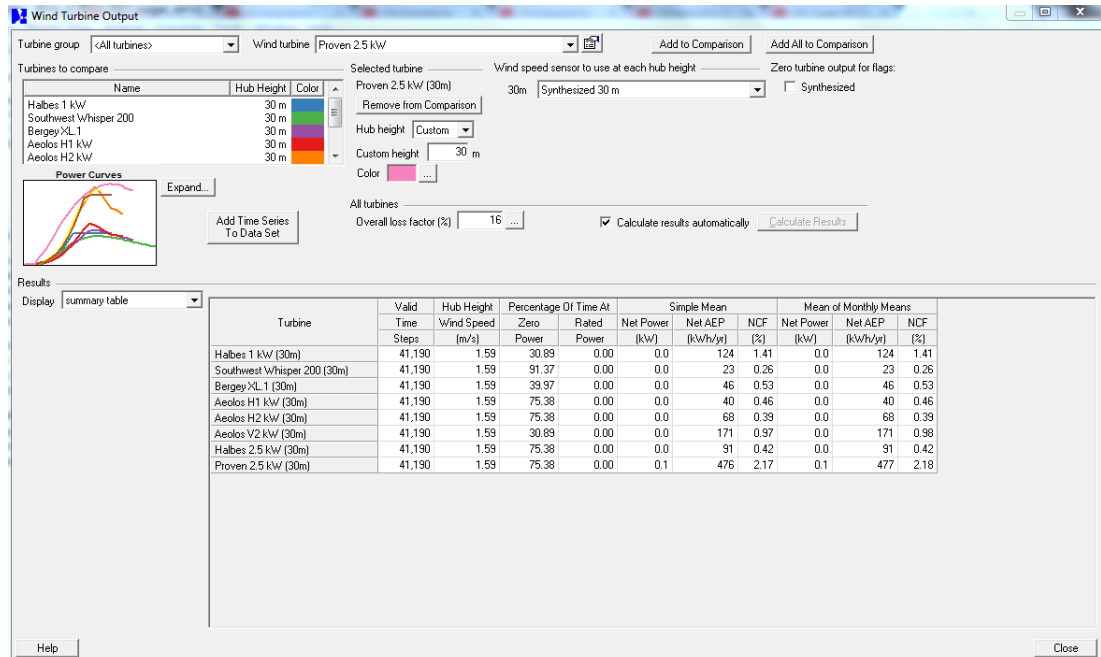 Wind Turbine Output
Turbine group <All turbines> Wind turbine Proven 2.5 kW Add to Comparison Add All to Comparison
Turbines to compare Selected turbine Wind speed sensor to use at each hub height Zero turbine output for flags:
Name Hub Height Color Proven 2.5 kW (30m) 30m Synthesized 30 m Synthesized
Halbes 1 kW 30 m Remove from Comparison
Southwest Whisper 200 30 m
Bergey XL.1 30 m Hub height Custom
Aeolos H1 kW 30 m
Aeolos H2 kW 30 m Custom height 30 m
Power Curves Color ...
Expand...
All turbines
Add Time Series
To Data Set
Overall loss factor (%) 16 ... Calculate results automatically Calculate Results
Results
Display summary table
Valid Hub Height Percentage Of Time At Simple Mean Mean of Monthly Means
Turbine Time Wind Speed Zero Rated Net Power Net AEP NCF Net Power Net AEP NCF
Steps (m/s) Power Power (kW) (kWh/yr) (%) (kW) (kWh/yr) (%)
Halbes 1 kW (30m) 41,190 1.59 30.89 0.00 0.0 124 1.41 0.0 124 1.41
Southwest Whisper 200 (30m) 41,190 1.59 91.37 0.00 0.0 23 0.26 0.0 23 0.26
Bergey XL.1 (30m) 41,190 1.59 39.97 0.00 0.0 46 0.53 0.0 46 0.53
Aeolos H1 kW (30m) 41,190 1.59 75.38 0.00 0.0 40 0.46 0.0 40 0.46
Aeolos H2 kW (30m) 41,190 1.59 75.38 0.00 0.0 68 0.39 0.0 68 0.39
Aeolos V2 kW (30m) 41,190 1.59 30.89 0.00 0.0 171 0.97 0.0 171 0.98
Halbes 2.5 kW (30m) 41,190 1.59 75.38 0.00 0.0 91 0.42 0.0 91 0.42
Proven 2.5 kW (30m) 41,190 1.59 75.38 0.00 0.1 476 2.17 0.1 477 2.18
Help Close